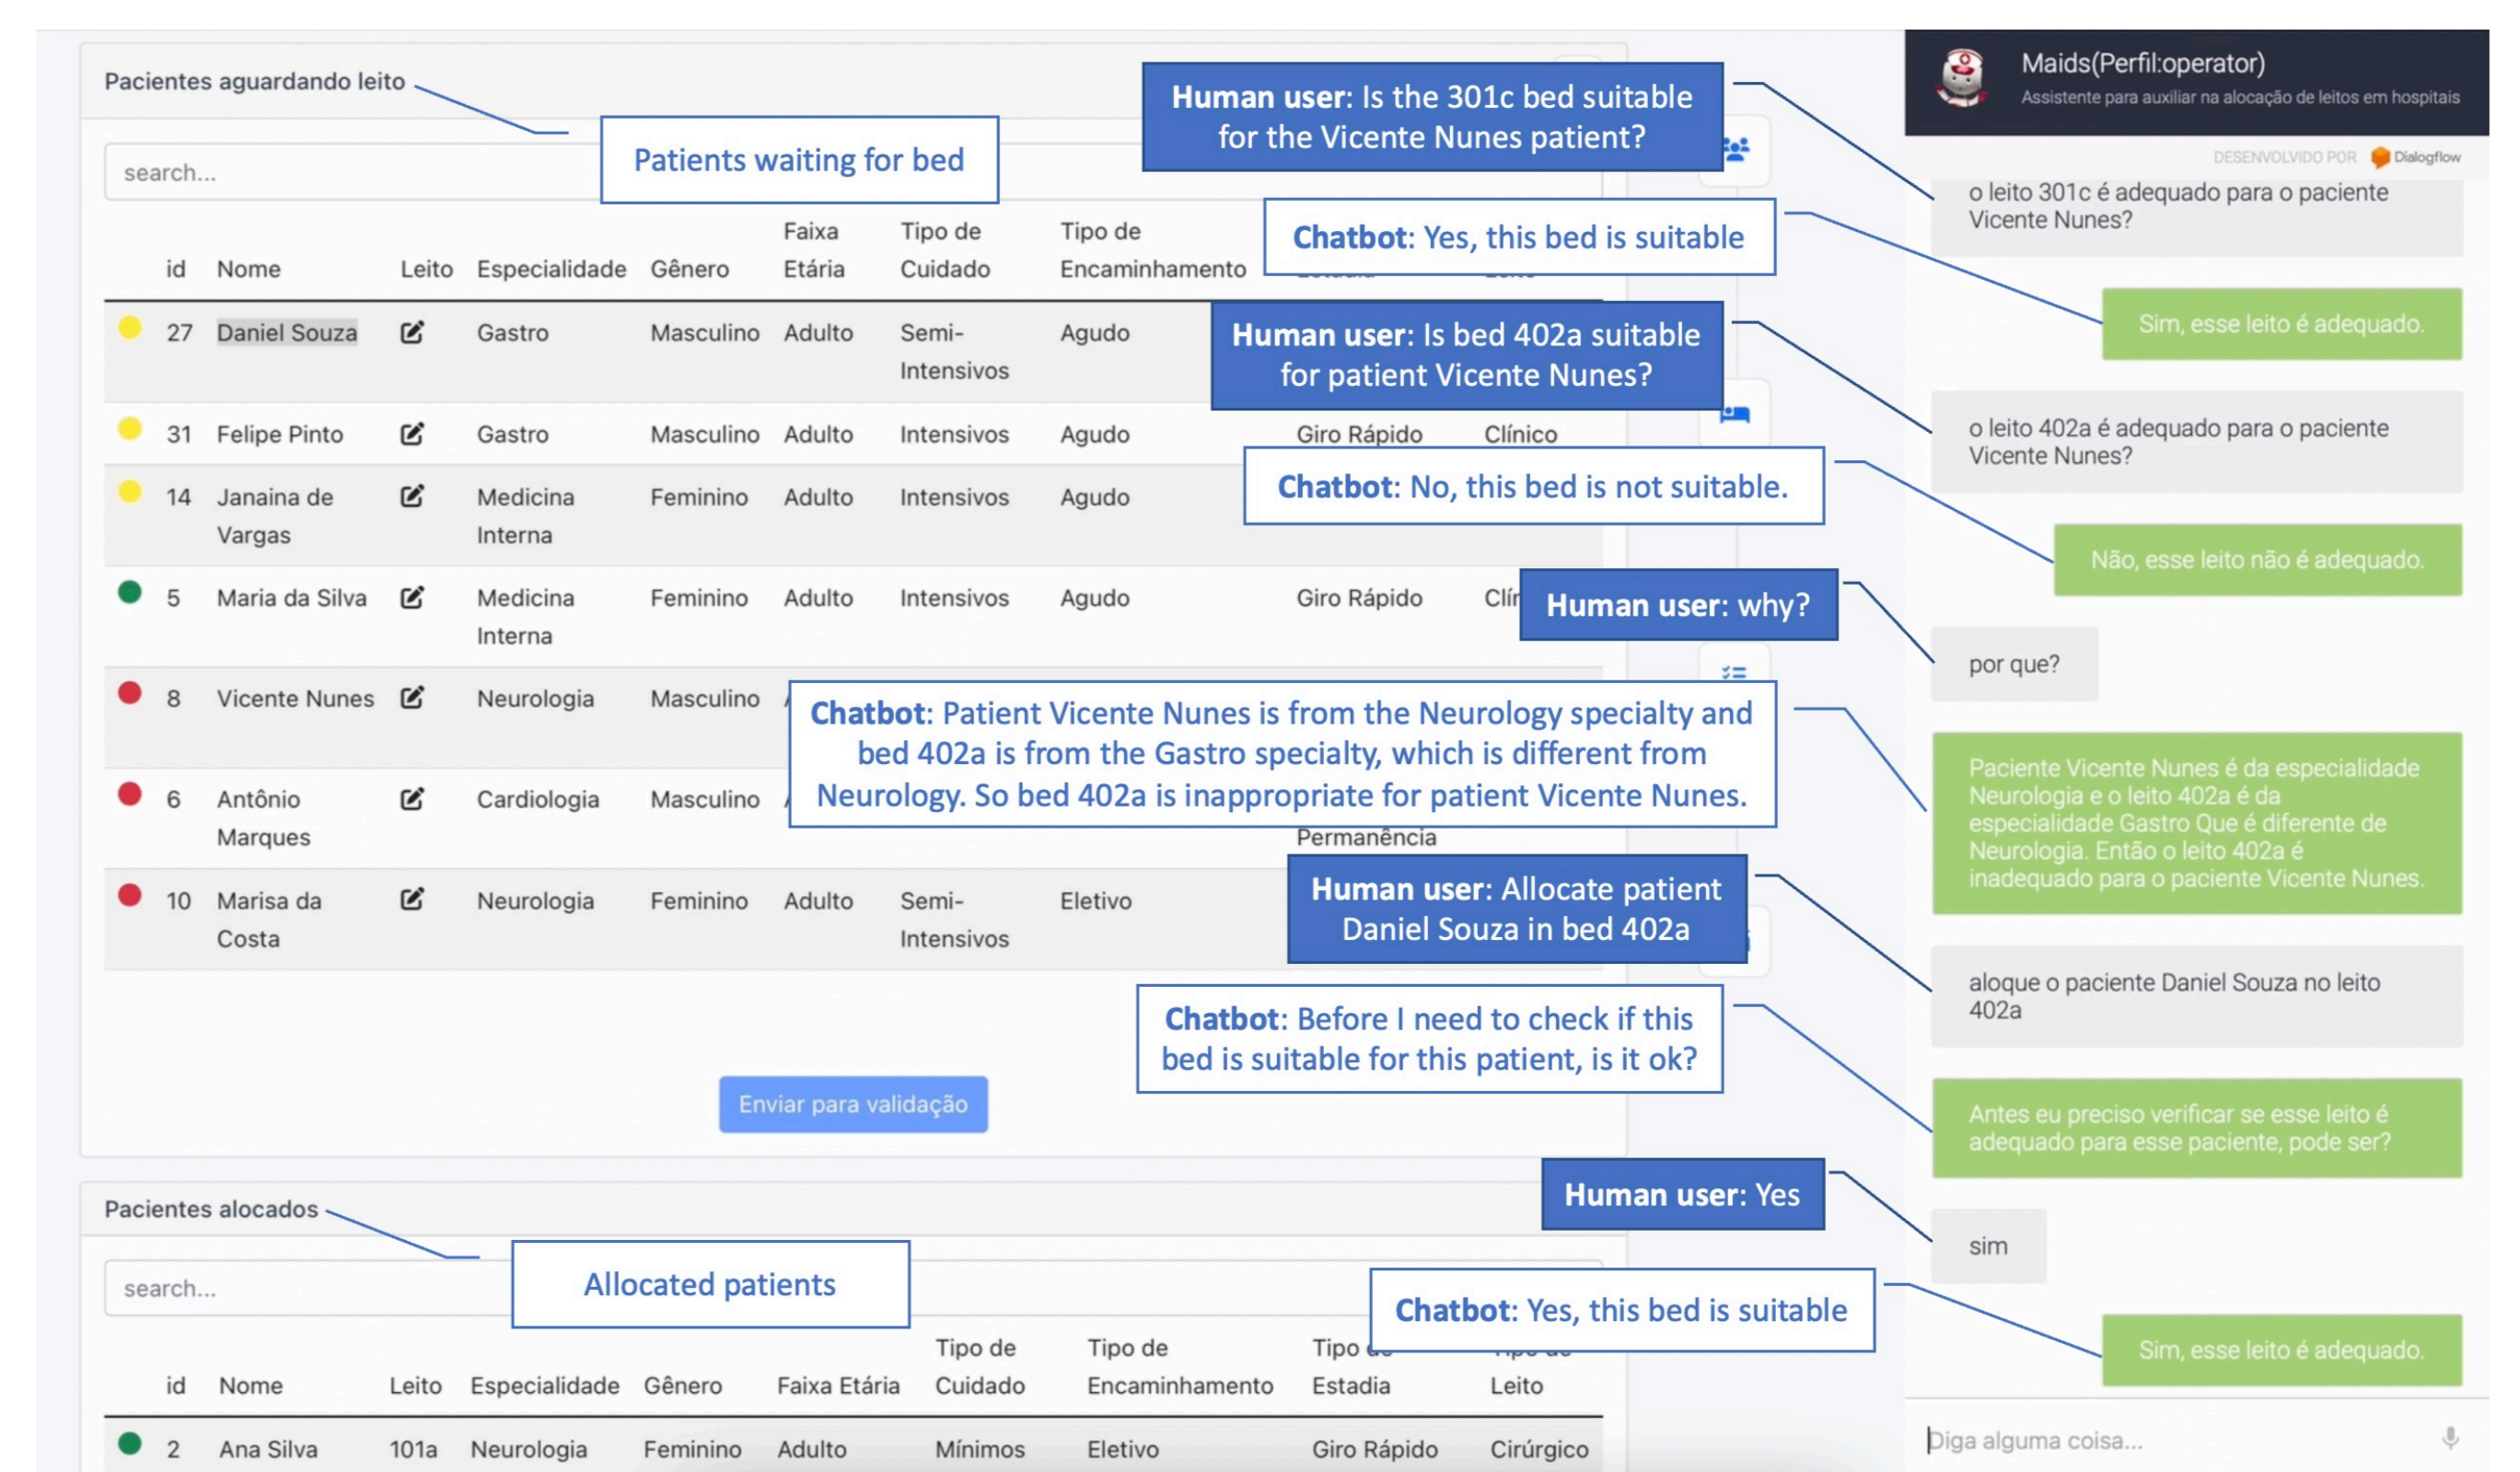 Pacientes aguardando leito
Patients waiting for bed
search...
id Nome Leito Especialidade Gênero Faixa Etária Tipo de Cuidado Tipo de Encaminhamento
27 Daniel Souza Gastro Masculino Adulto Semi-Intensivos Agudo
31 Felipe Pinto Gastro Masculino Adulto Intensivos Agudo Giro Rápido Clínico
14 Janaina de Vargas Medicina Interna Feminino Adulto Intensivos Agudo
5 Maria da Silva Medicina Interna Feminino Adulto Intensivos Agudo Giro Rápido
8 Vicente Nunes Neurologia Masculino
6 Antônio Marques Cardiologia Masculino Permanência
10 Marisa da Costa Neurologia Feminino Adulto Semi-Intensivos Eletivo
Enviar para validação
Pacientes alocados
Allocated patients
search...
id Nome Leito Especialidade Gênero Faixa Etária Tipo de Cuidado Tipo de Encaminhamento Tipo de Estadia Tipo de Leito
2 Ana Silva 101a Neurologia Feminino Adulto Mínimos Eletivo Giro Rápido Cirúrgico
Human user: Is the 301c bed suitable
for the Vicente Nunes patient?
Chatbot: Yes, this bed is suitable
Human user: Is bed 402a suitable
for patient Vicente Nunes?
Chatbot: No, this bed is not suitable.
Human user: why?
Chatbot: Patient Vicente Nunes is from the Neurology specialty and
bed 402a is from the Gastro specialty, which is different from
Neurology. So bed 402a is inappropriate for patient Vicente Nunes.
Human user: Allocate patient
Daniel Souza in bed 402a
Chatbot: Before I need to check if this
bed is suitable for this patient, is it ok?
Human user: Yes
Chatbot: Yes, this bed is suitable
Maids(Perfil:operator)
Assistente para auxiliar na alocação de leitos em hospitais
DESENVOLVIDO POR Dialogflow
o leito 301c é adequado para o paciente
Vicente Nunes?
Sim, esse leito é adequado.
o leito 402a é adequado para o paciente
Vicente Nunes?
Não, esse leito não é adequado.
por que?
Paciente Vicente Nunes é da especialidade
Neurologia e o leito 402a é da
especialidade Gastro Que é diferente de
Neurologia. Então o leito 402a é
inadequado para o paciente Vicente Nunes.
aloque o paciente Daniel Souza no leito
402a
Antes eu preciso verificar se esse leito é
adequado para esse paciente, pode ser?
sim
Sim, esse leito é adequado.
Diga alguma coisa...